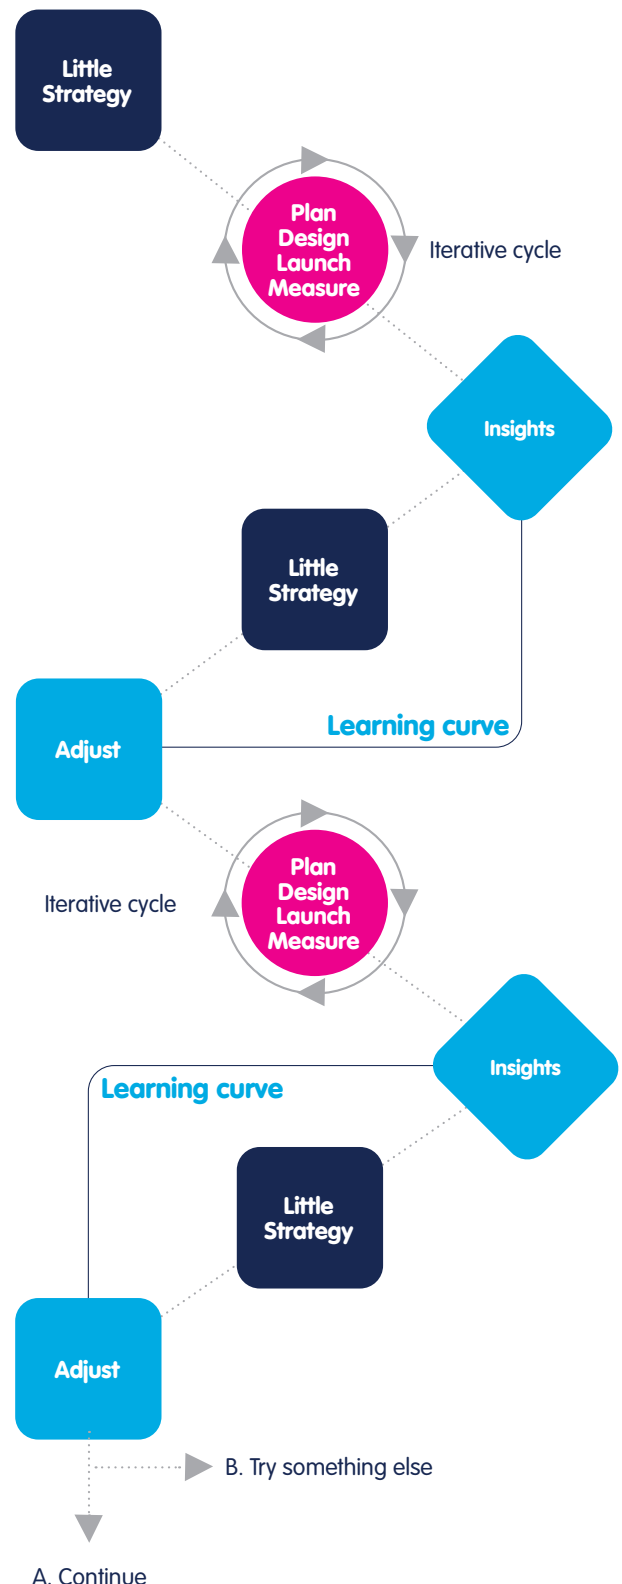 Little
Strategy
Plan
Design
Launch
Measure
Iterative cycle
Insights
Little
Strategy
Learning curve
Adjust
Plan
Design
Launch
Measure
Iterative cycle
Insights
Learning curve
Little
Strategy
Adjust
B. Try something else
A. Continue